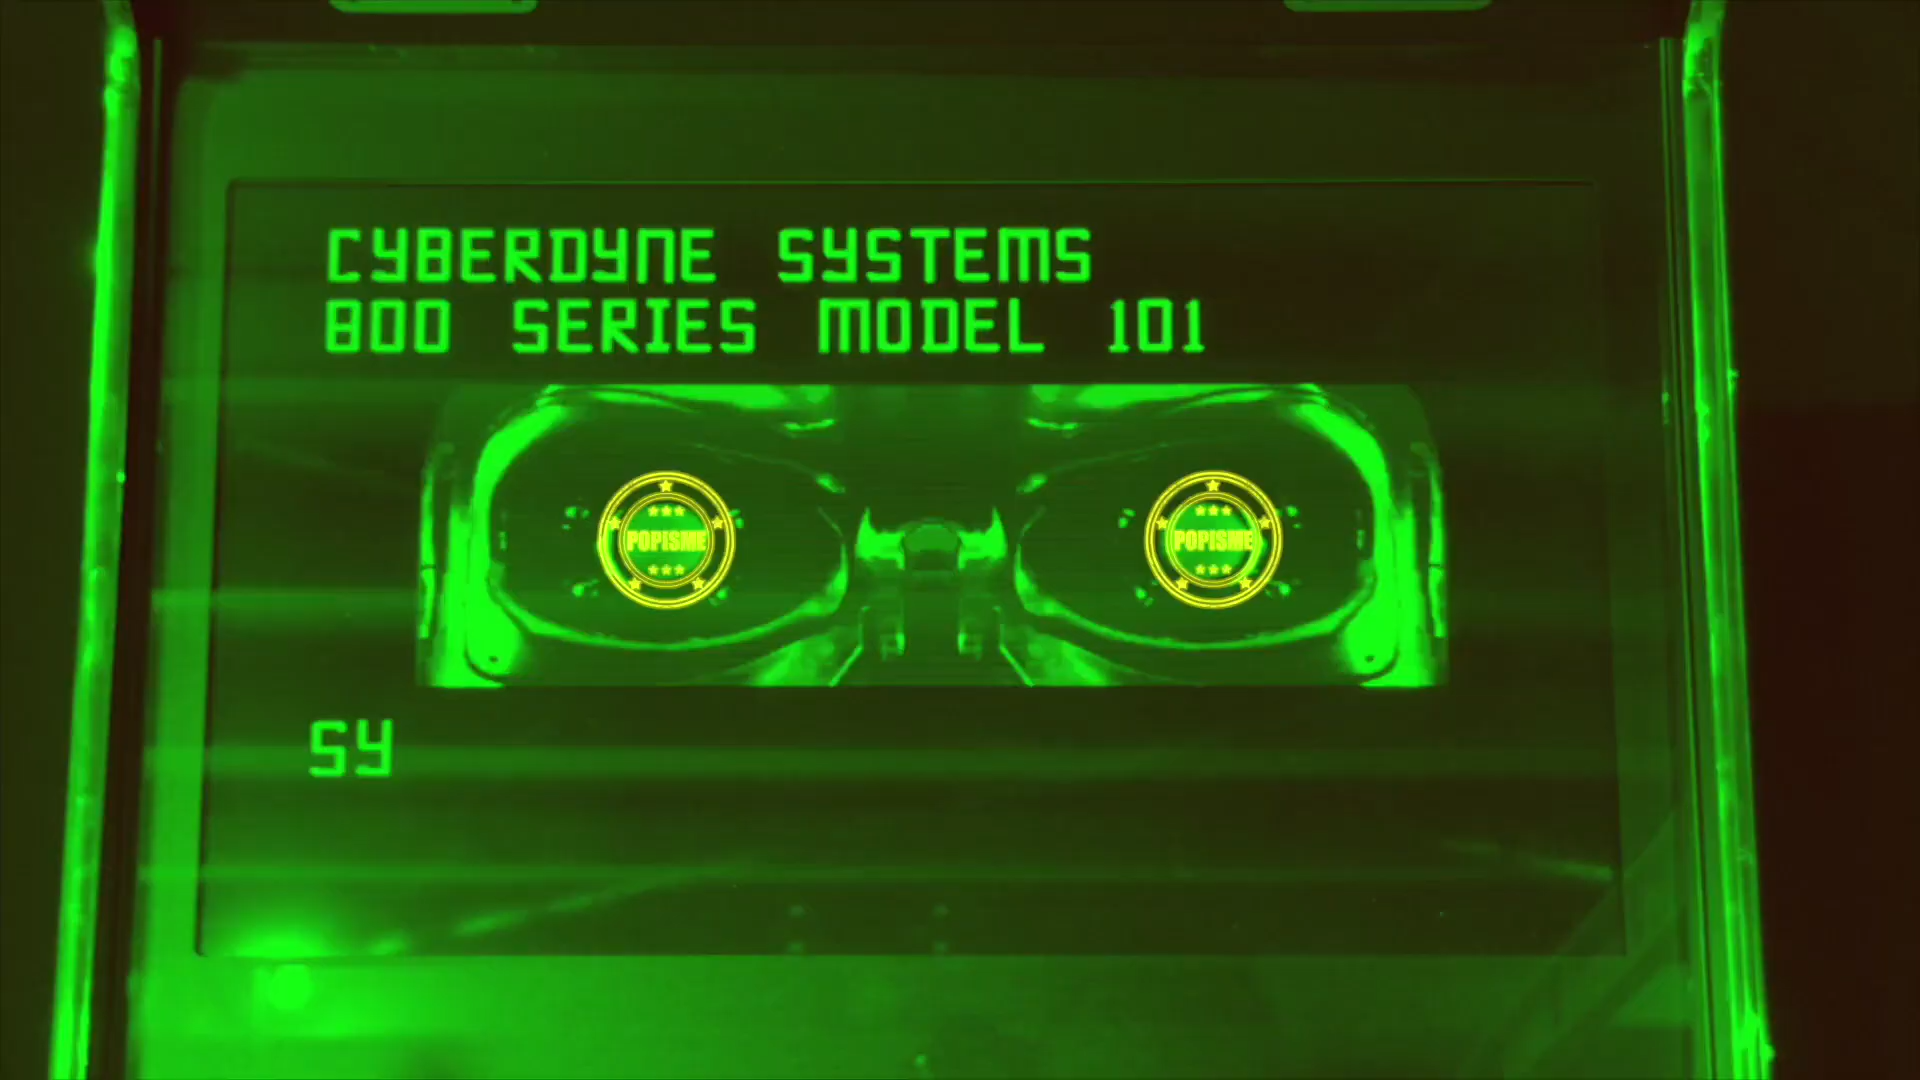 CYBERDYNE SYSTEMS
800 SERIES MODEL 101
POPISME
POPISME
SY